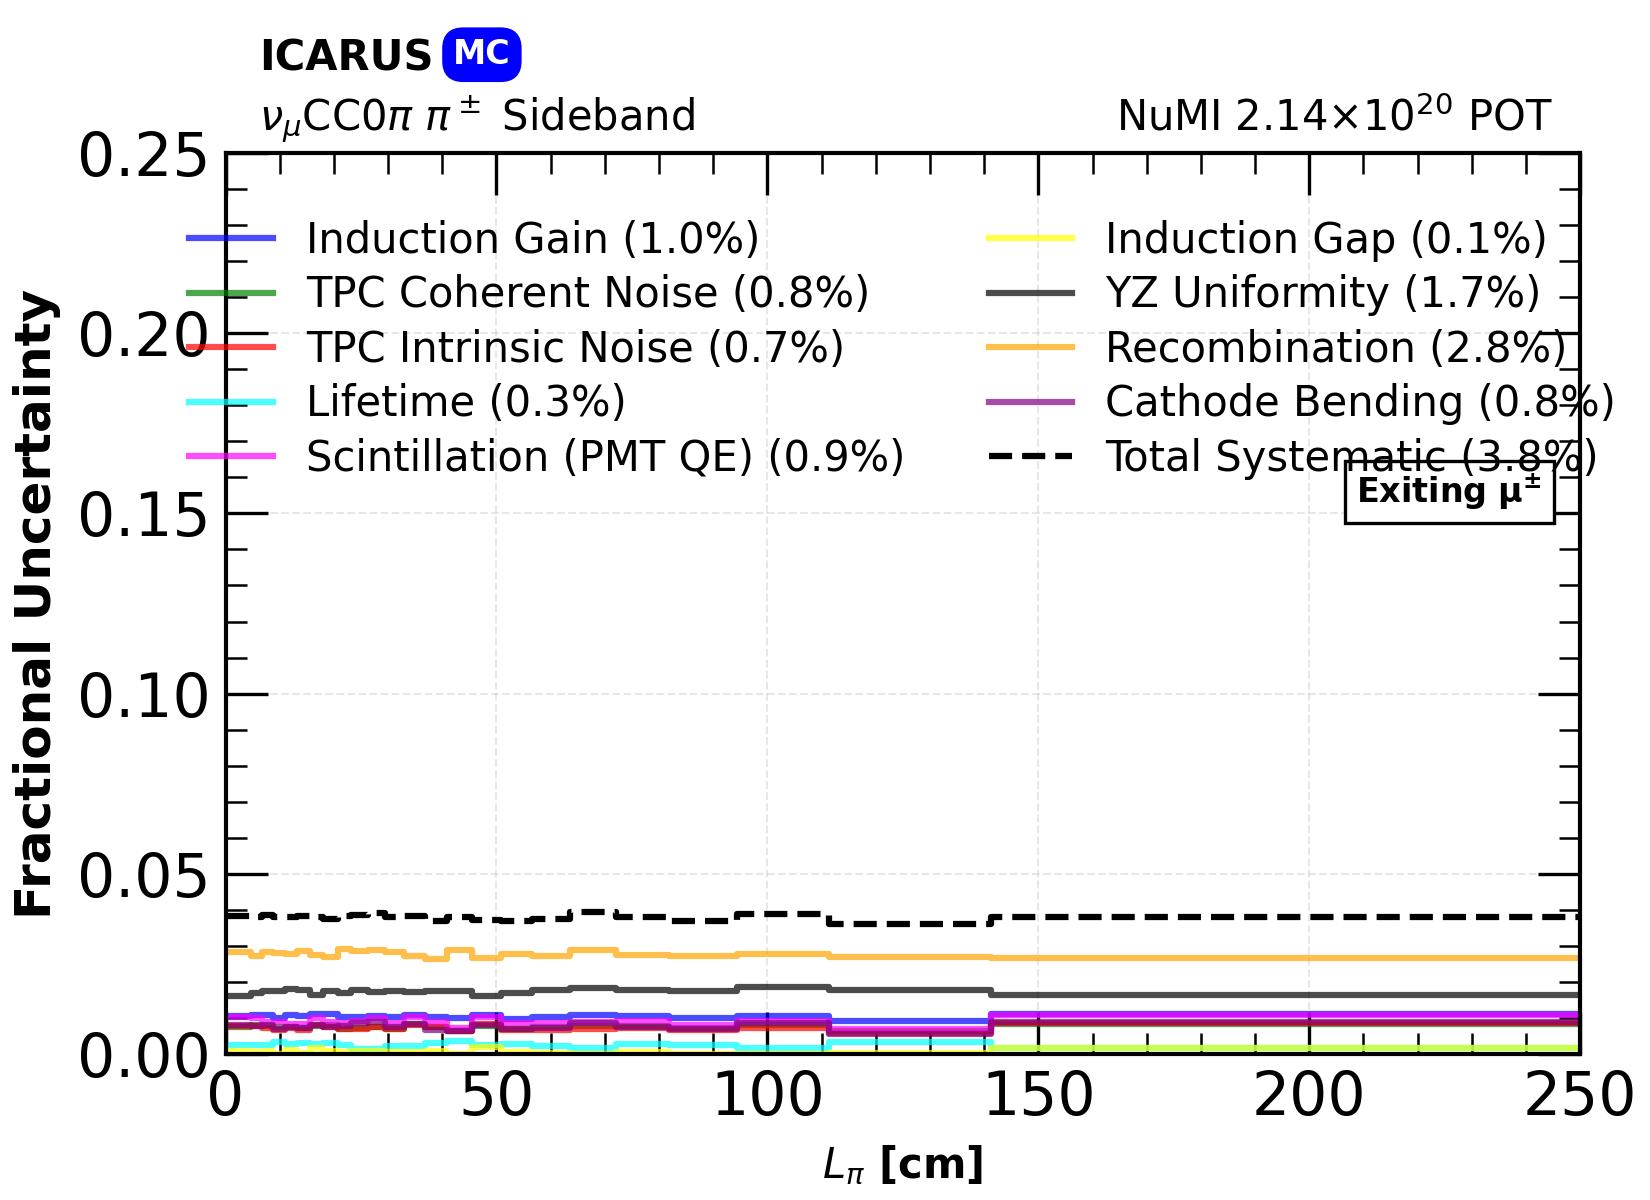 ICARUS MC
νμCC0π π± Sideband
NuMI 2.14×10²⁰ POT
0.25
0.20
0.15
0.10
0.05
0.00
Fractional Uncertainty
Induction Gain (1.0%)
TPC Coherent Noise (0.8%)
TPC Intrinsic Noise (0.7%)
Lifetime (0.3%)
Scintillation (PMT QE) (0.9%)
Induction Gap (0.1%)
YZ Uniformity (1.7%)
Recombination (2.8%)
Cathode Bending (0.8%)
Total Systematic (3.8%)
Exiting μ±
0 50 100 150 200 250
Lπ [cm]